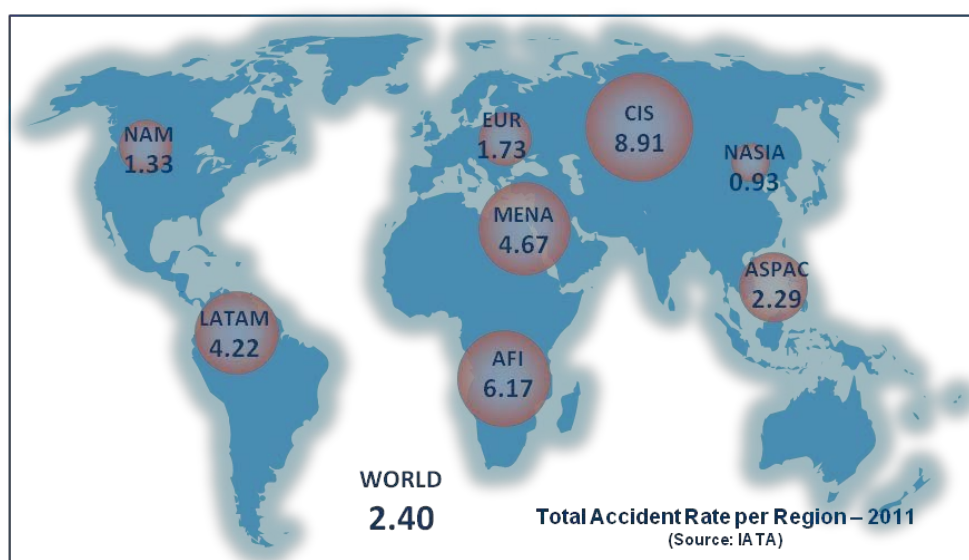 NAM
1.33
EUR
1.73
CIS
8.91
NASIA
0.93
MENA
4.67
ASPAC
2.29
LATAM
4.22
AFI
6.17
WORLD
2.40
Total Accident Rate per Region – 2011
(Source: IATA)